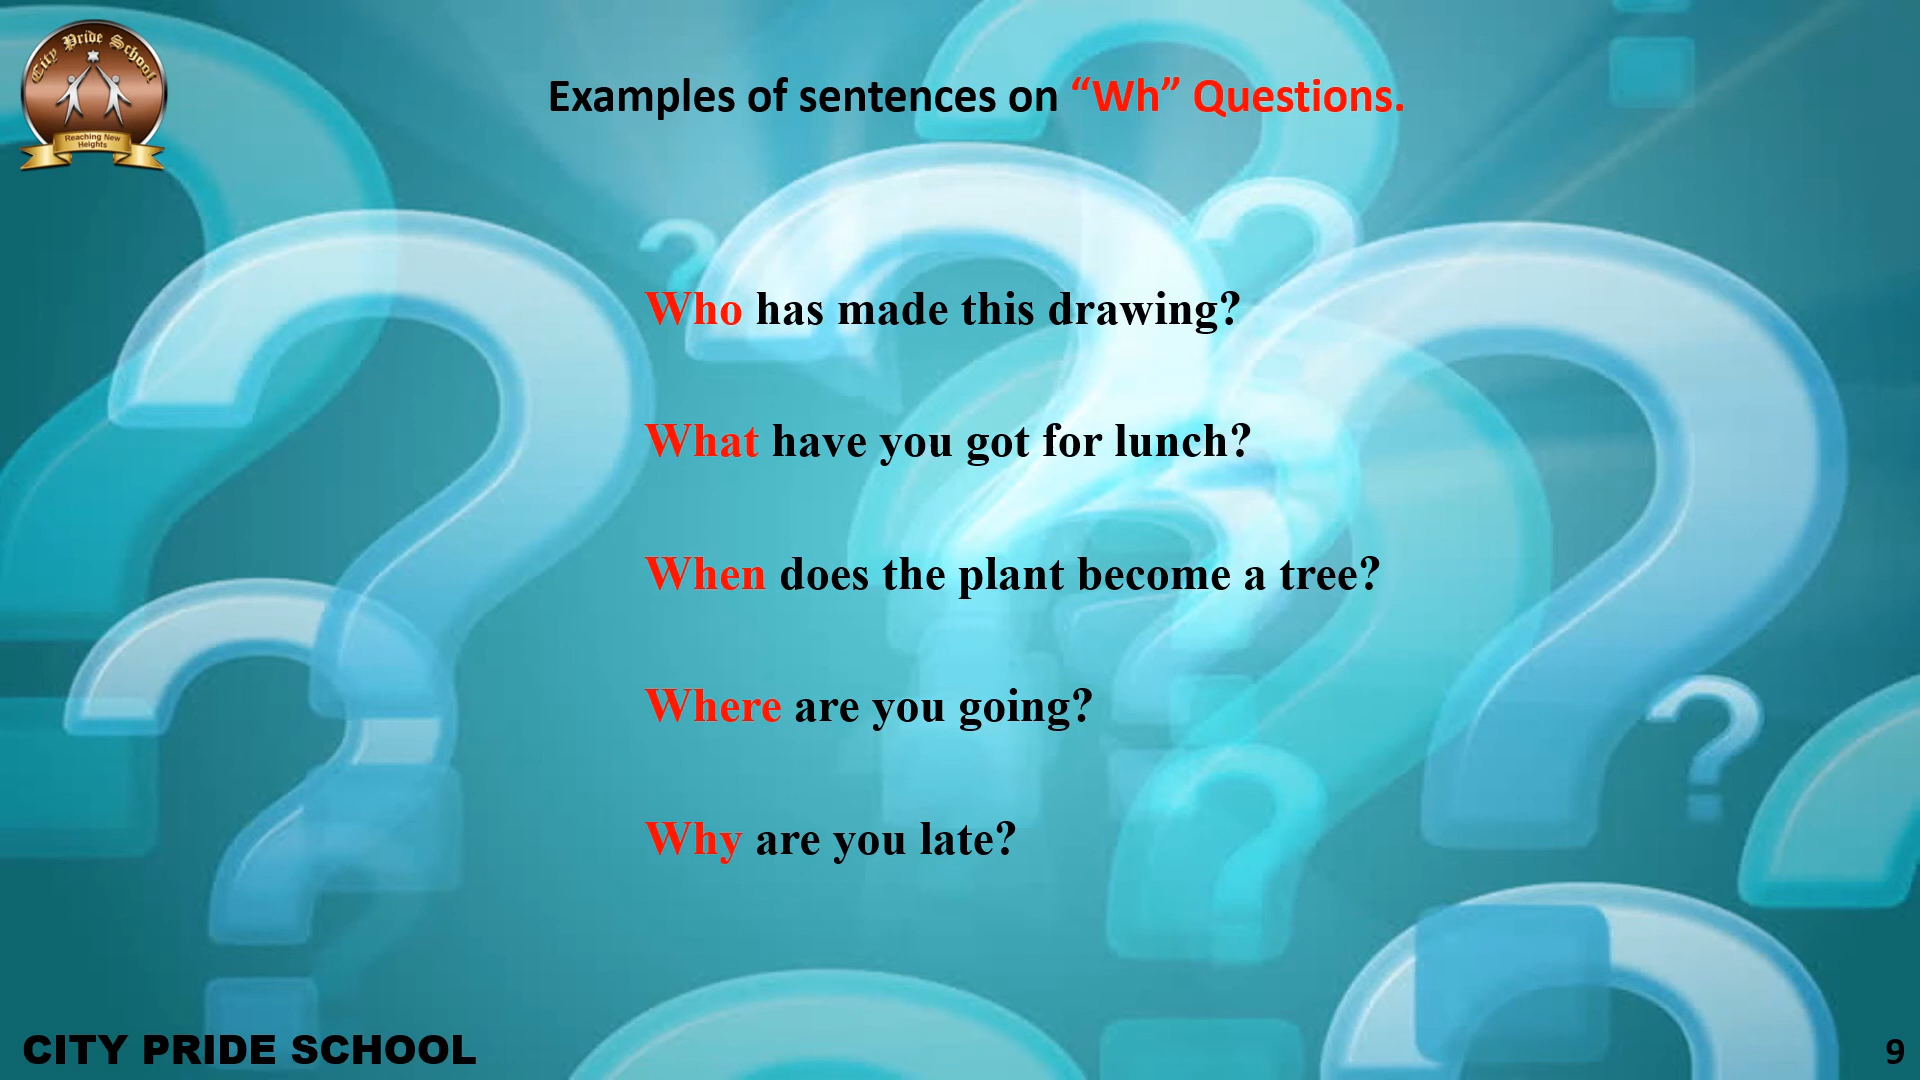 City Pride School
Reaching New
Heights
Examples of sentences on “Wh” Questions.
Who has made this drawing?
What have you got for lunch?
When does the plant become a tree?
Where are you going?
Why are you late?
CITY PRIDE SCHOOL
9